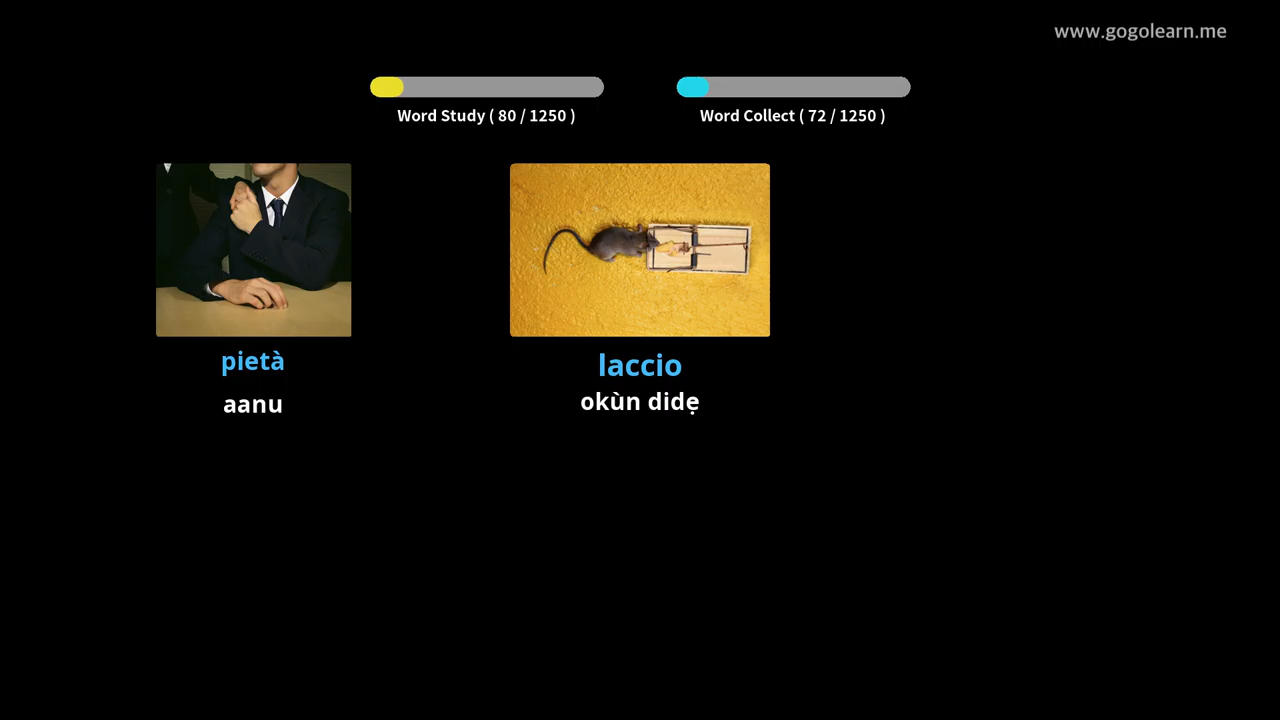 www.gogolearn.me
Word Study ( 80 / 1250 )
Word Collect ( 72 / 1250 )
pietà
aanu
laccio
okùn didẹ